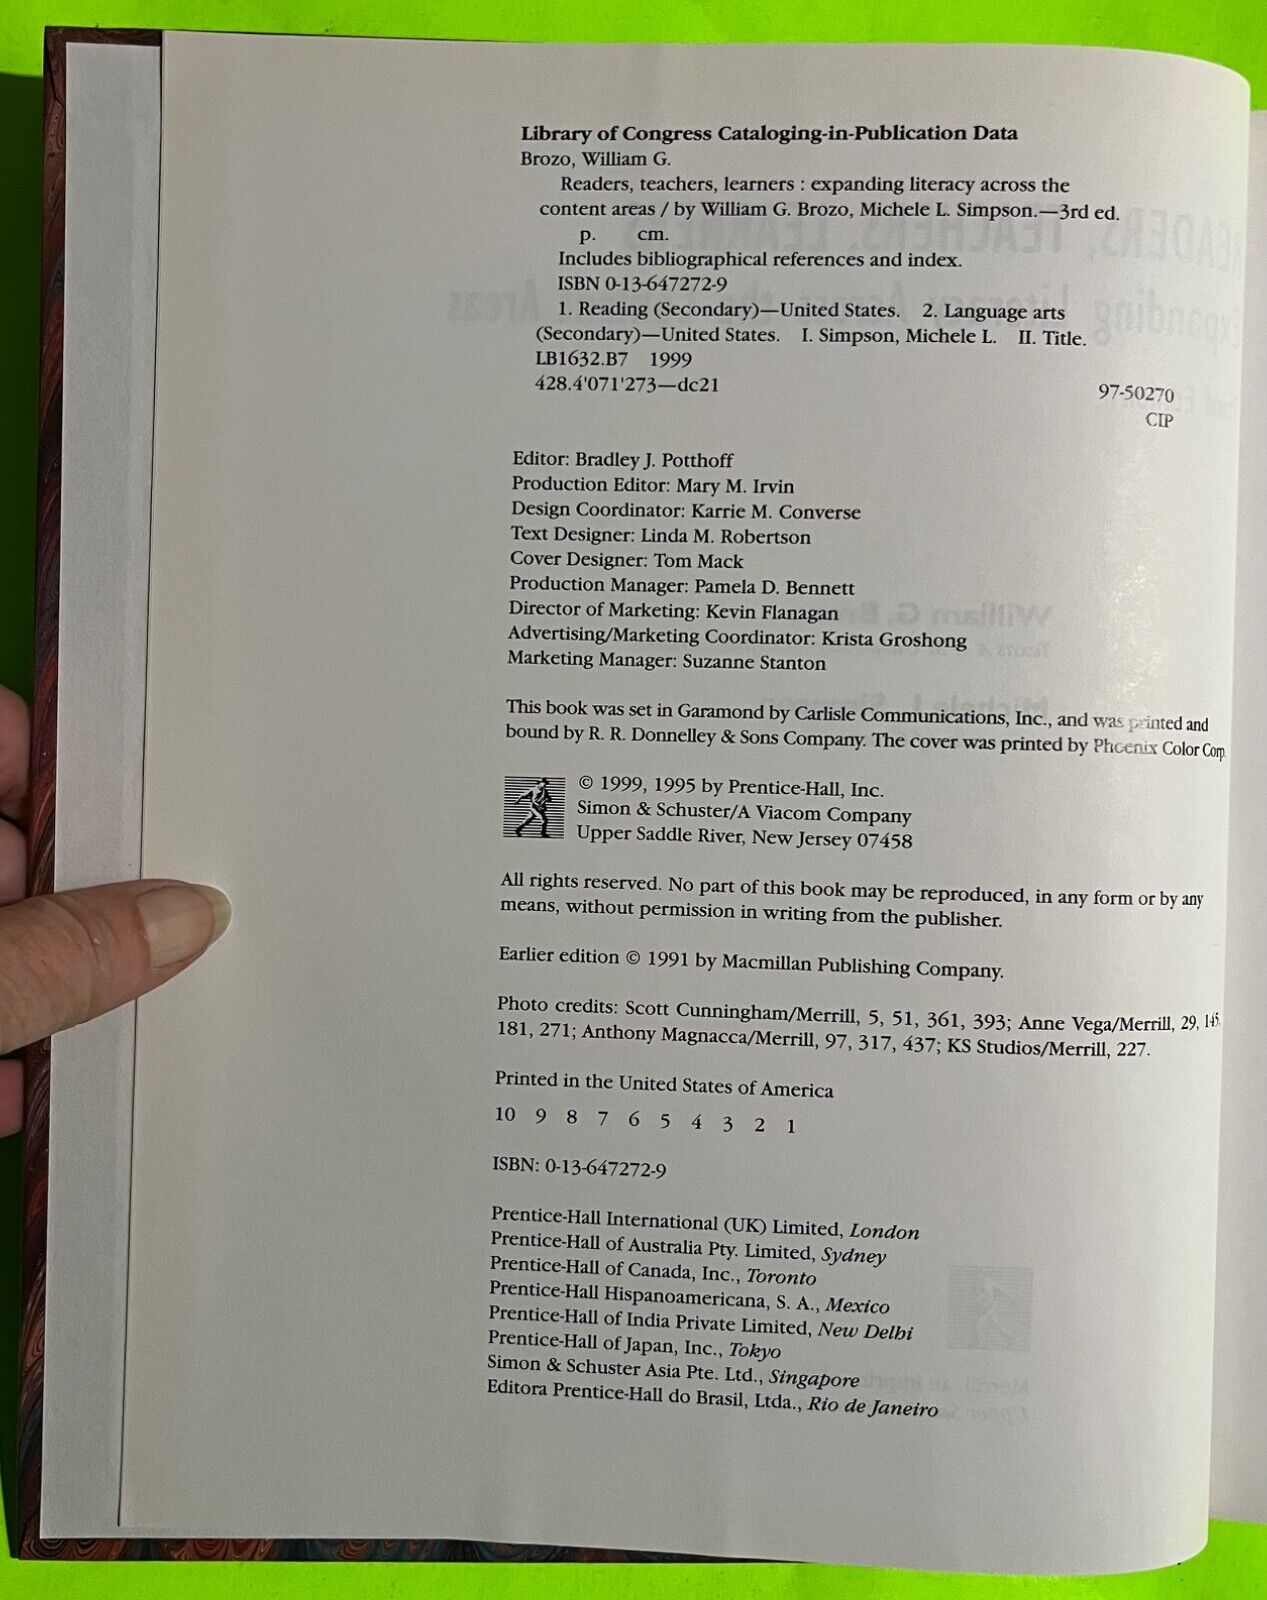 Library of Congress Cataloging-in-Publication Data
Brozo, William G.
Readers, teachers, learners : expanding literacy across the
content areas / by William G. Brozo, Michele L. Simpson.—3rd ed.
p. cm.
Includes bibliographical references and index.
ISBN 0-13-647272-9
1. Reading (Secondary)—United States. 2. Language arts
(Secondary)—United States. I. Simpson, Michele L. II. Title.
LB1632.B7 1999
428.4'071'273—dc21 97-50270
CIP
Editor: Bradley J. Potthoff
Production Editor: Mary M. Irvin
Design Coordinator: Karrie M. Converse
Text Designer: Linda M. Robertson
Cover Designer: Tom Mack
Production Manager: Pamela D. Bennett
Director of Marketing: Kevin Flanagan
Advertising/Marketing Coordinator: Krista Groshong
Marketing Manager: Suzanne Stanton
This book was set in Garamond by Carlisle Communications, Inc., and was printed and
bound by R. R. Donnelley & Sons Company. The cover was printed by Phoenix Color Corp.
© 1999, 1995 by Prentice-Hall, Inc.
Simon & Schuster/A Viacom Company
Upper Saddle River, New Jersey 07458
All rights reserved. No part of this book may be reproduced, in any form or by any
means, without permission in writing from the publisher.
Earlier edition © 1991 by Macmillan Publishing Company.
Photo credits: Scott Cunningham/Merrill, 5, 51, 361, 393; Anne Vega/Merrill, 29, 145,
181, 271; Anthony Magnacca/Merrill, 97, 317, 437; KS Studios/Merrill, 227.
Printed in the United States of America
10 9 8 7 6 5 4 3 2 1
ISBN: 0-13-647272-9
Prentice-Hall International (UK) Limited, London
Prentice-Hall of Australia Pty. Limited, Sydney
Prentice-Hall of Canada, Inc., Toronto
Prentice-Hall Hispanoamericana, S. A., Mexico
Prentice-Hall of India Private Limited, New Delhi
Prentice-Hall of Japan, Inc., Tokyo
Simon & Schuster Asia Pte. Ltd., Singapore
Editora Prentice-Hall do Brasil, Ltda., Rio de Janeiro